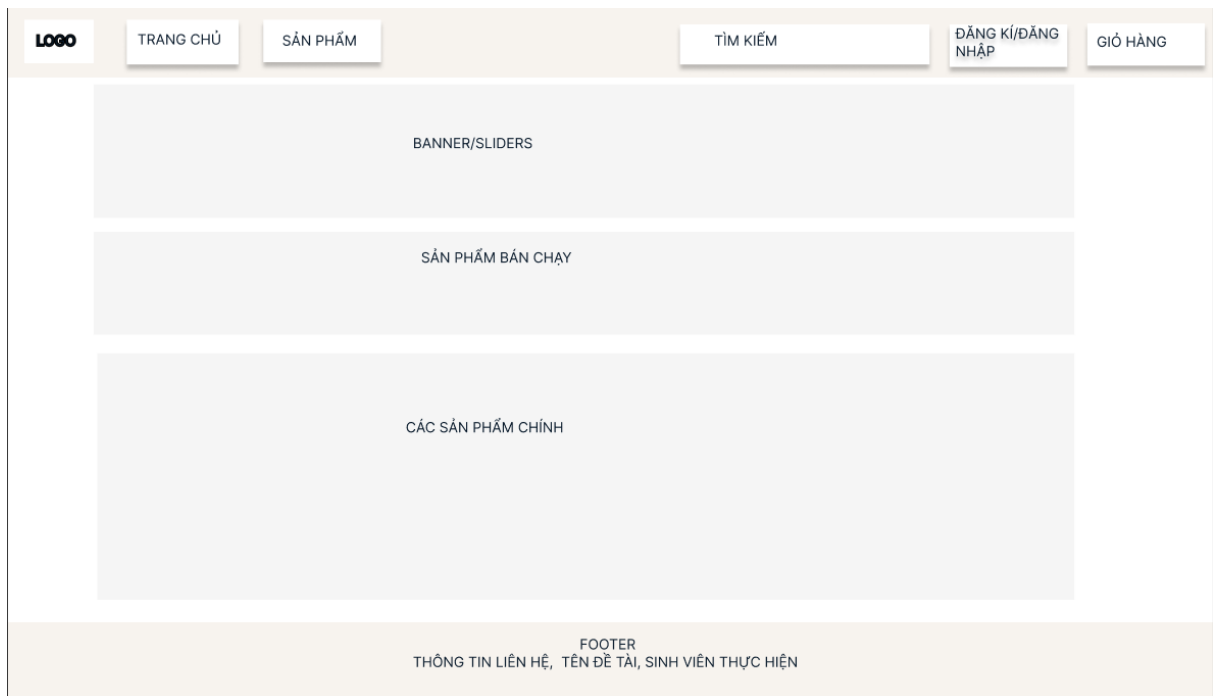 LOGO
TRANG CHỦ
SẢN PHẨM
TÌM KIẾM
ĐĂNG KÍ/ĐĂNG
NHẬP
GIỎ HÀNG
BANNER/SLIDERS
SẢN PHẨM BÁN CHẠY
CÁC SẢN PHẨM CHÍNH
FOOTER
THÔNG TIN LIÊN HỆ, TÊN ĐỀ TÀI, SINH VIÊN THỰC HIỆN